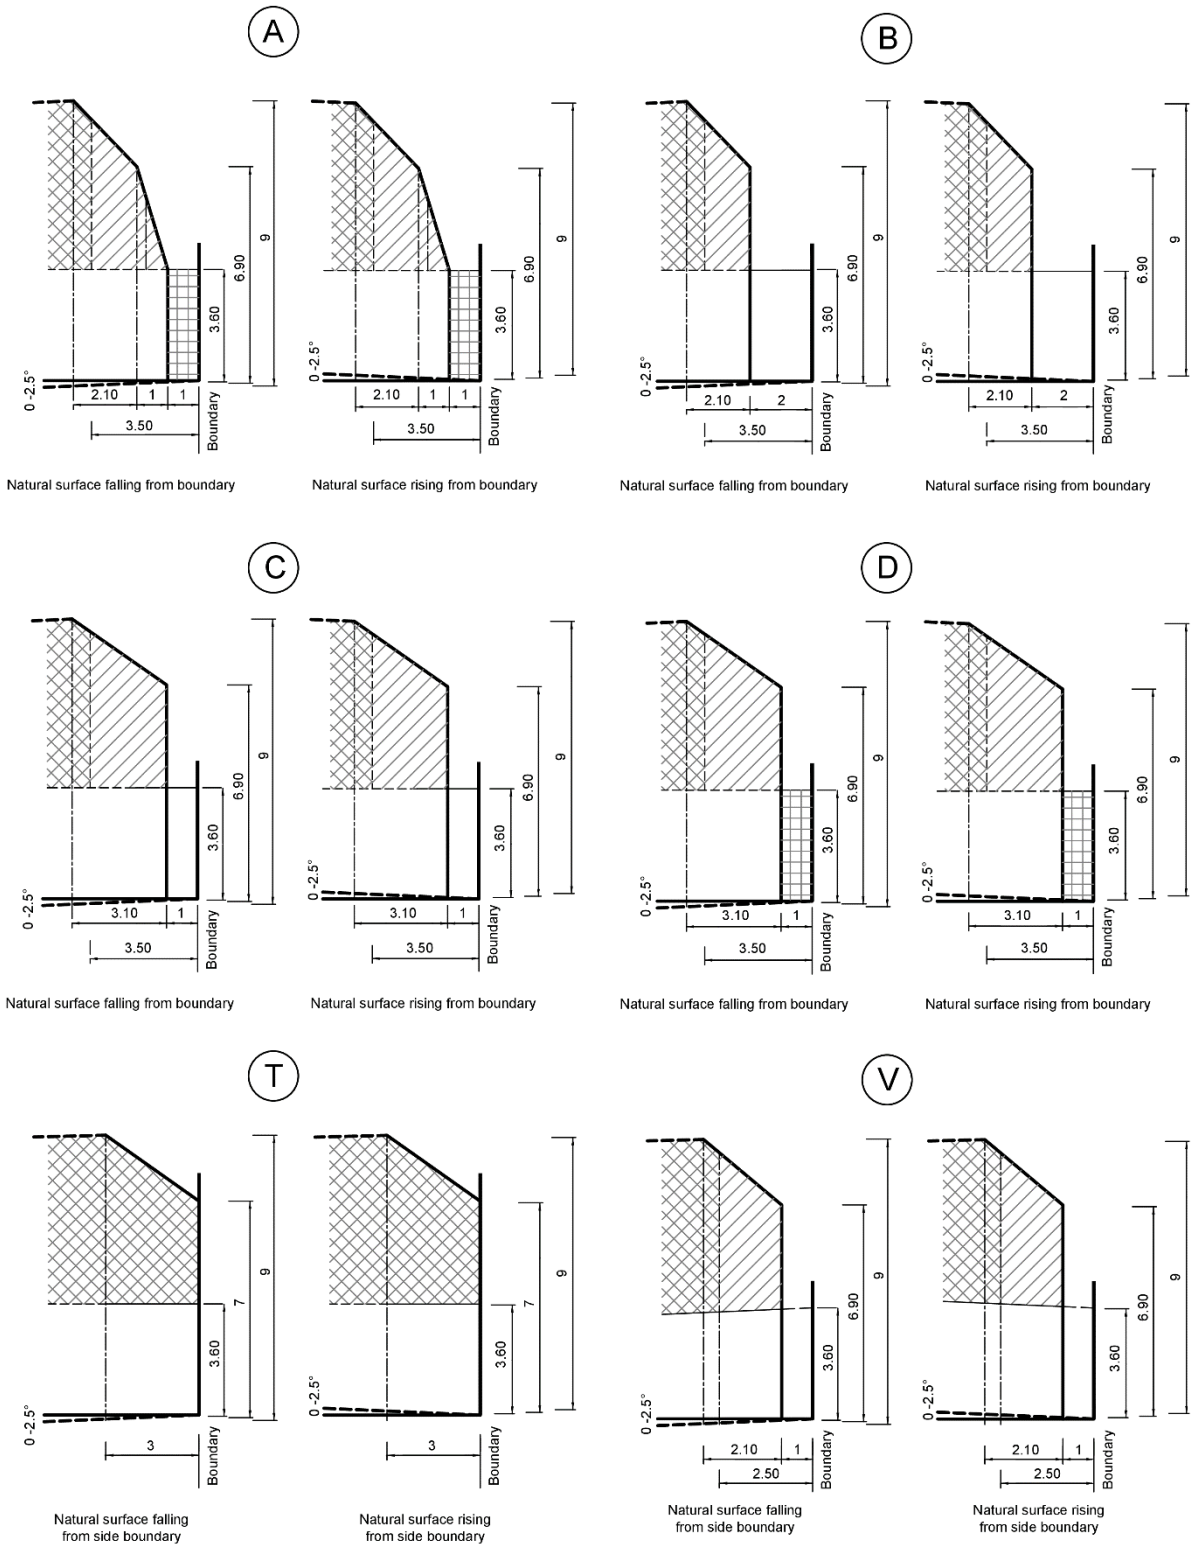 A
B
9
6.90
3.60
0 -2.5°
2.10
1
1
3.50
Boundary
Natural surface falling from boundary
9
6.90
3.60
0 -2.5°
2.10
1
1
3.50
Boundary
Natural surface rising from boundary
9
6.90
3.60
0 -2.5°
2.10
2
3.50
Boundary
Natural surface falling from boundary
9
6.90
3.60
0 -2.5°
2.10
2
3.50
Boundary
Natural surface rising from boundary
C
D
9
6.90
3.60
0 -2.5°
3.10
1
3.50
Boundary
Natural surface falling from boundary
9
6.90
3.60
0 -2.5°
3.10
1
3.50
Boundary
Natural surface rising from boundary
9
6.90
3.60
0 -2.5°
3.10
1
3.50
Boundary
Natural surface falling from boundary
9
6.90
3.60
0 -2.5°
3.10
1
3.50
Boundary
Natural surface rising from boundary
T
V
9
7
3.60
0 -2.5°
3
Boundary
Natural surface falling
from side boundary
9
7
3.60
0 -2.5°
3
Boundary
Natural surface rising
from side boundary
9
6.90
3.60
0 -2.5°
2.10
1
2.50
Boundary
Natural surface falling
from side boundary
9
6.90
3.60
0 -2.5°
2.10
1
2.50
Boundary
Natural surface rising
from side boundary